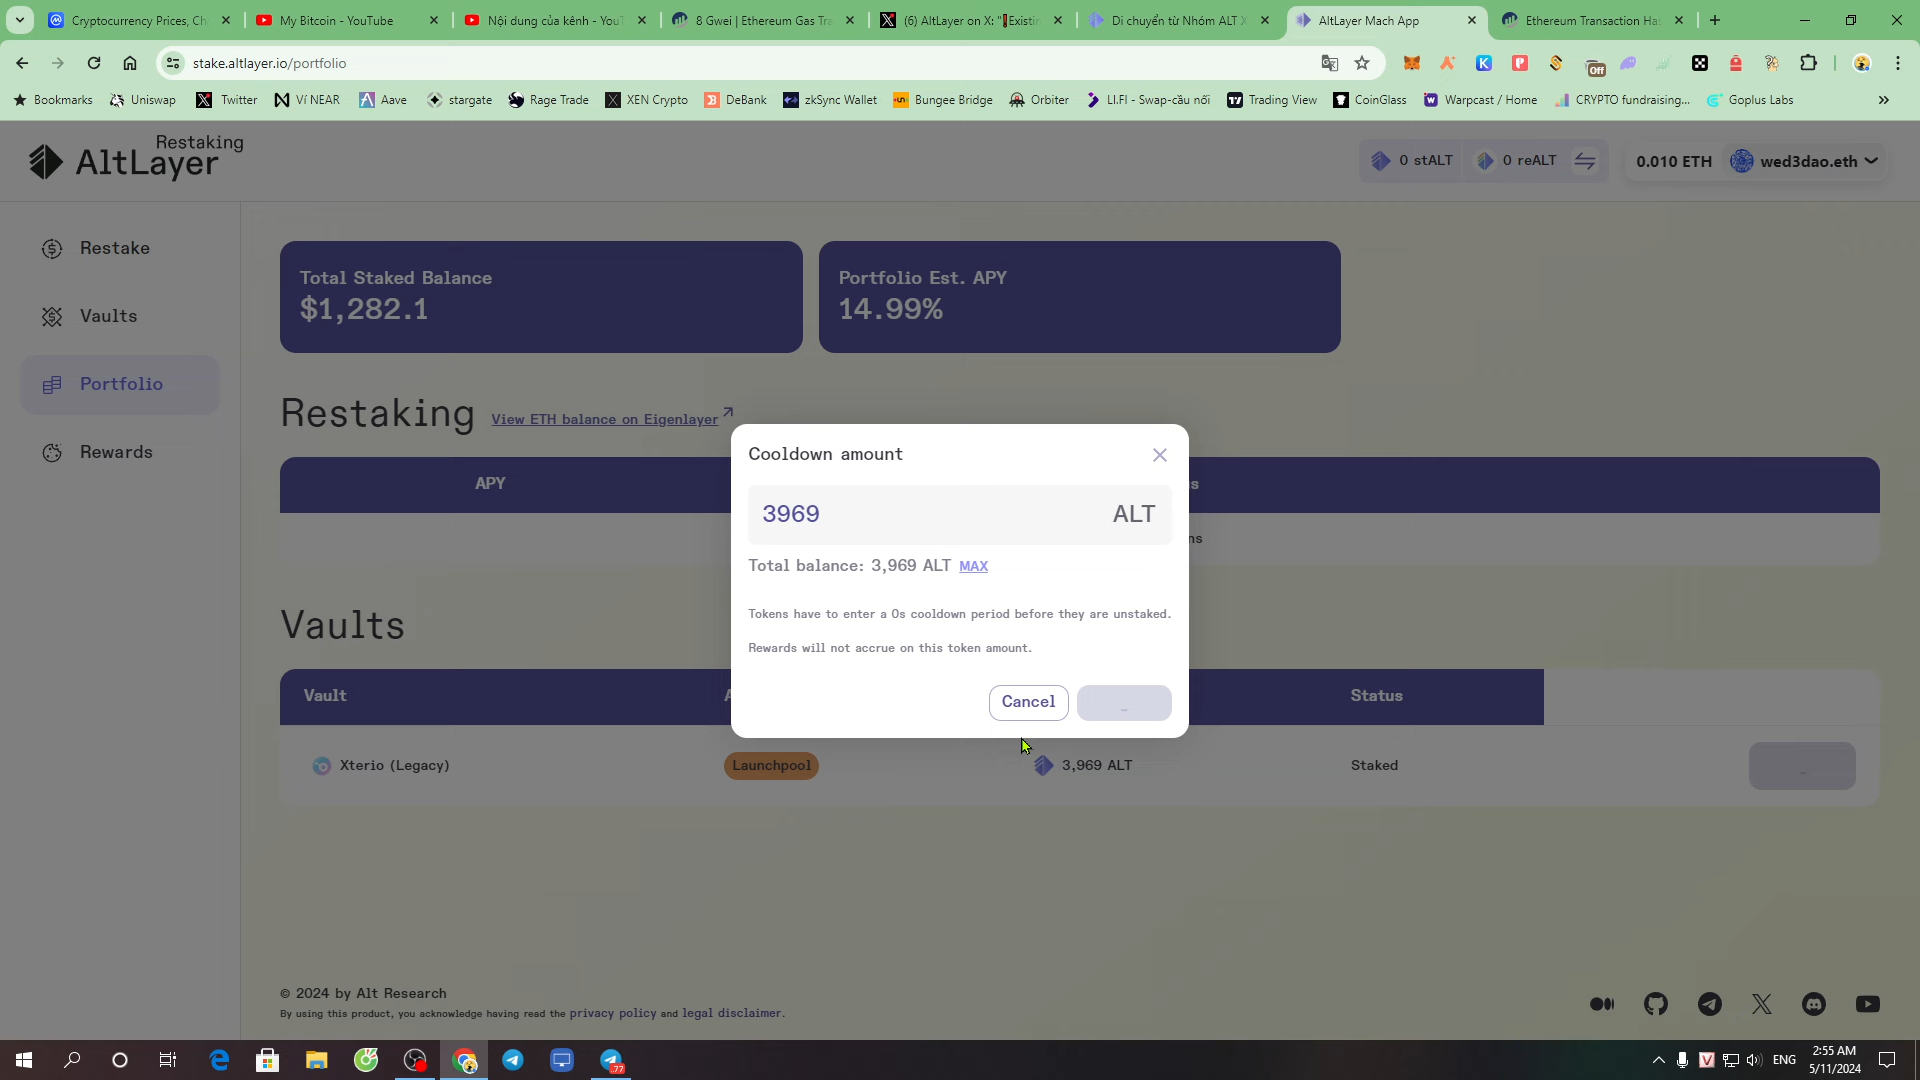 Cryptocurrency Prices, Ch
My Bitcoin - YouTube
Nội dung của kênh - YouT
8 Gwei | Ethereum Gas Tra
(6) AltLayer on X: "❗Existin
Di chuyển từ Nhóm ALT X
AltLayer Mach App
Ethereum Transaction Has
stake.altlayer.io/portfolio
Off
Bookmarks
Uniswap
Twitter
Ví NEAR
Aave
stargate
Rage Trade
XEN Crypto
DeBank
zkSync Wallet
Bungee Bridge
Orbiter
LI.FI - Swap-cầu nối
Trading View
CoinGlass
Warpcast / Home
CRYPTO fundraising...
Goplus Labs
Restaking
AltLayer
0 stALT
0 reALT
0.010 ETH
wed3dao.eth
Restake
Vaults
Portfolio
Rewards
Total Staked Balance
$1,282.1
Portfolio Est. APY
14.99%
Restaking
View ETH balance on Eigenlayer
APY
s
ns
Cooldown amount
3969
ALT
Total balance: 3,969 ALT MAX
Tokens have to enter a 0s cooldown period before they are unstaked.
Rewards will not accrue on this token amount.
Cancel
Vaults
Vault
Status
Xterio (Legacy)
Launchpool
3,969 ALT
Staked
© 2024 by Alt Research
By using this product, you acknowledge having read the privacy policy and legal disclaimer.
77
ENG
2:55 AM
5/11/2024